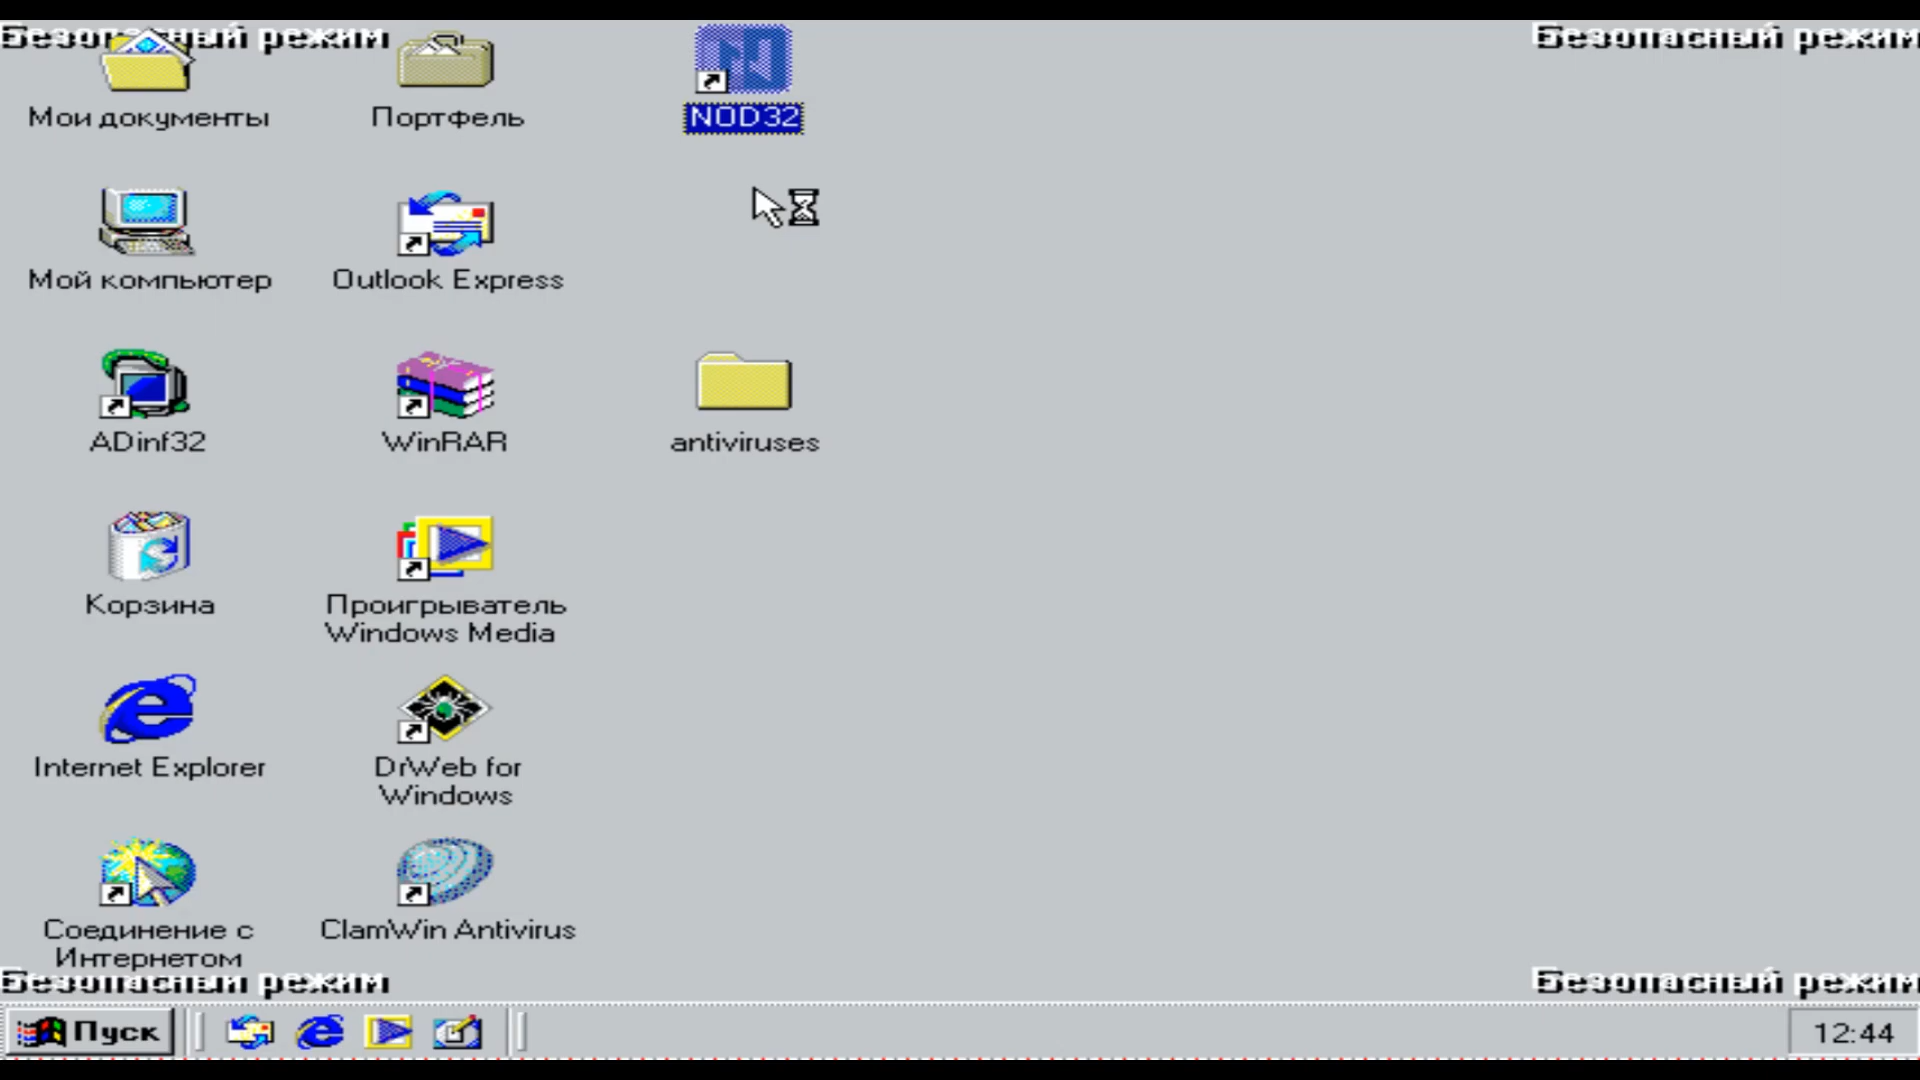 Безопасный режим
Безопасный режим
Мои документы
Портфель
NOD32
Мой компьютер
Outlook Express
ADinf32
WinRAR
antiviruses
Корзина
Проигрыватель
Windows Media
Internet Explorer
DrWeb for
Windows
Соединение с
Интернетом
ClamWin Antivirus
Безопасный режим
Безопасный режим
Пуск
12:44